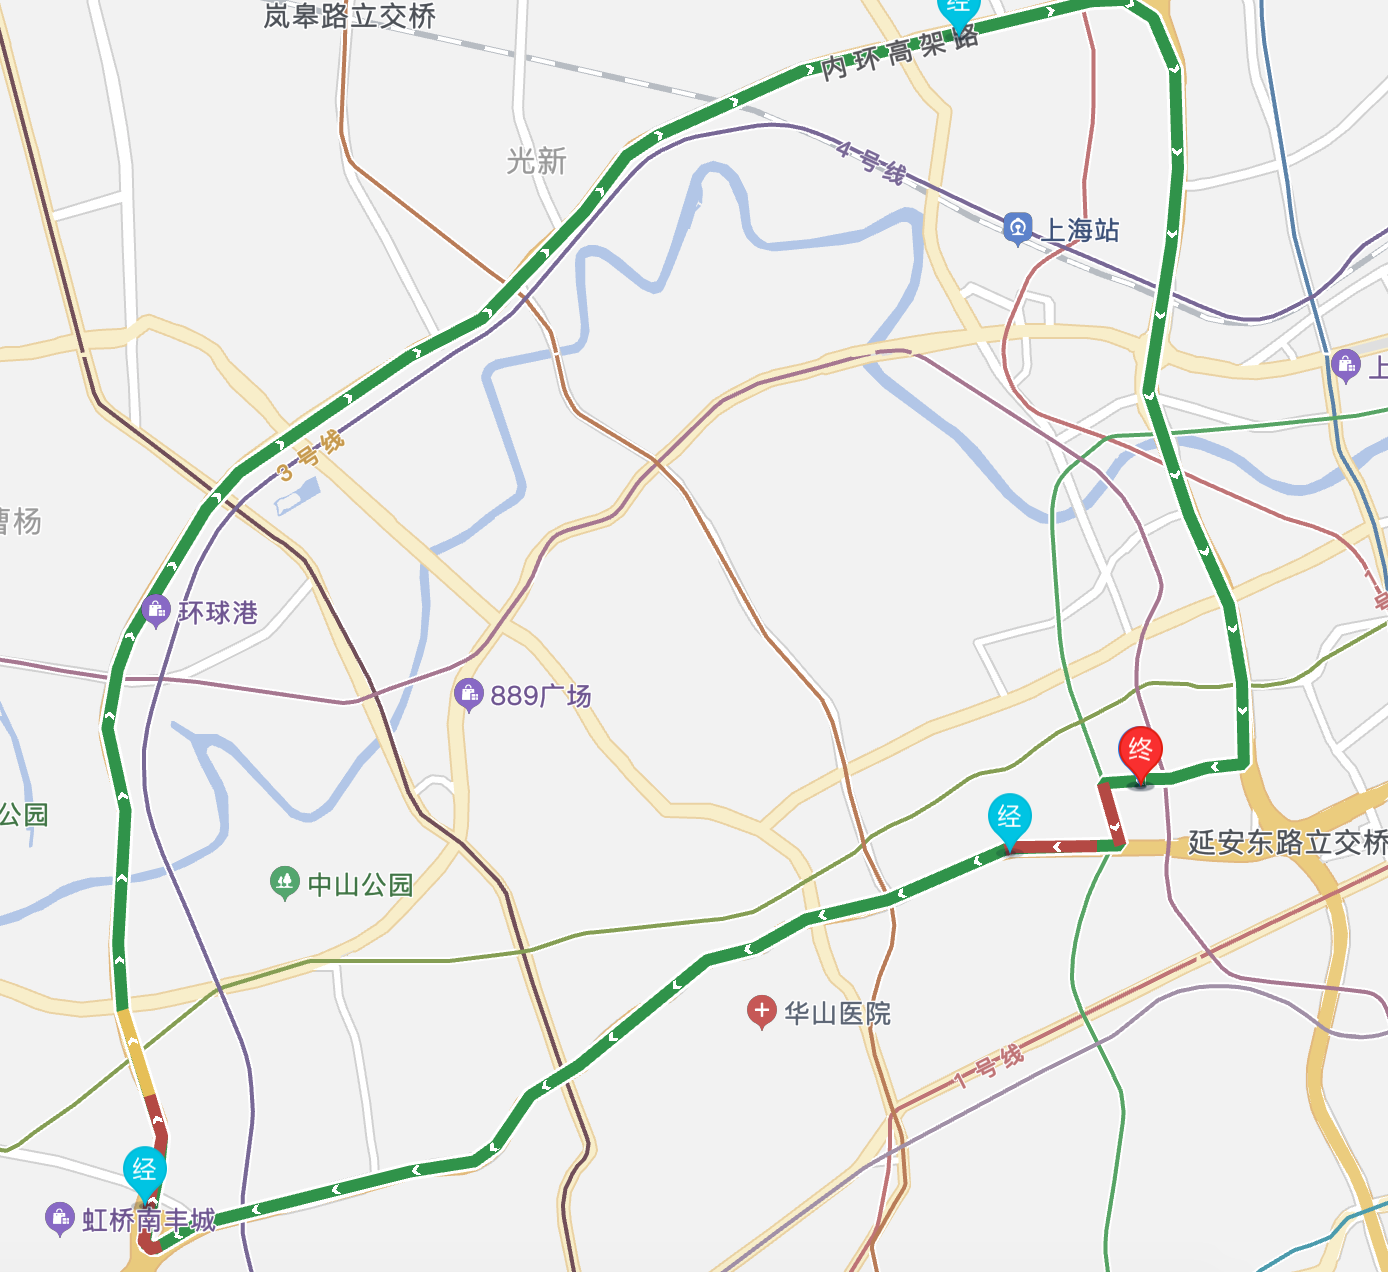 岚皋路立交桥
经
内环高架路
光新
4号线
上海站
上
3号线
曹杨
环球港
1号
889广场
终
经
公园
延安东路立交桥
中山公园
华山医院
1号线
经
虹桥南丰城